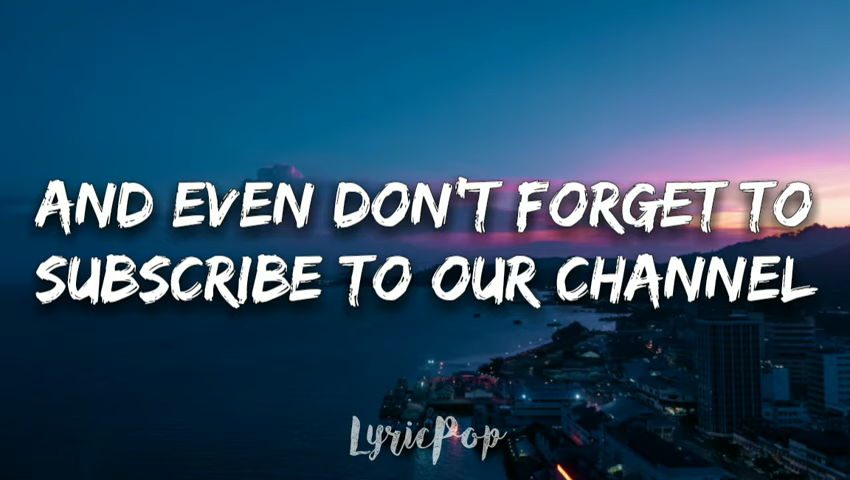 AND EVEN DON'T FORGET TO
SUBSCRIBE TO OUR CHANNEL
LyricPop